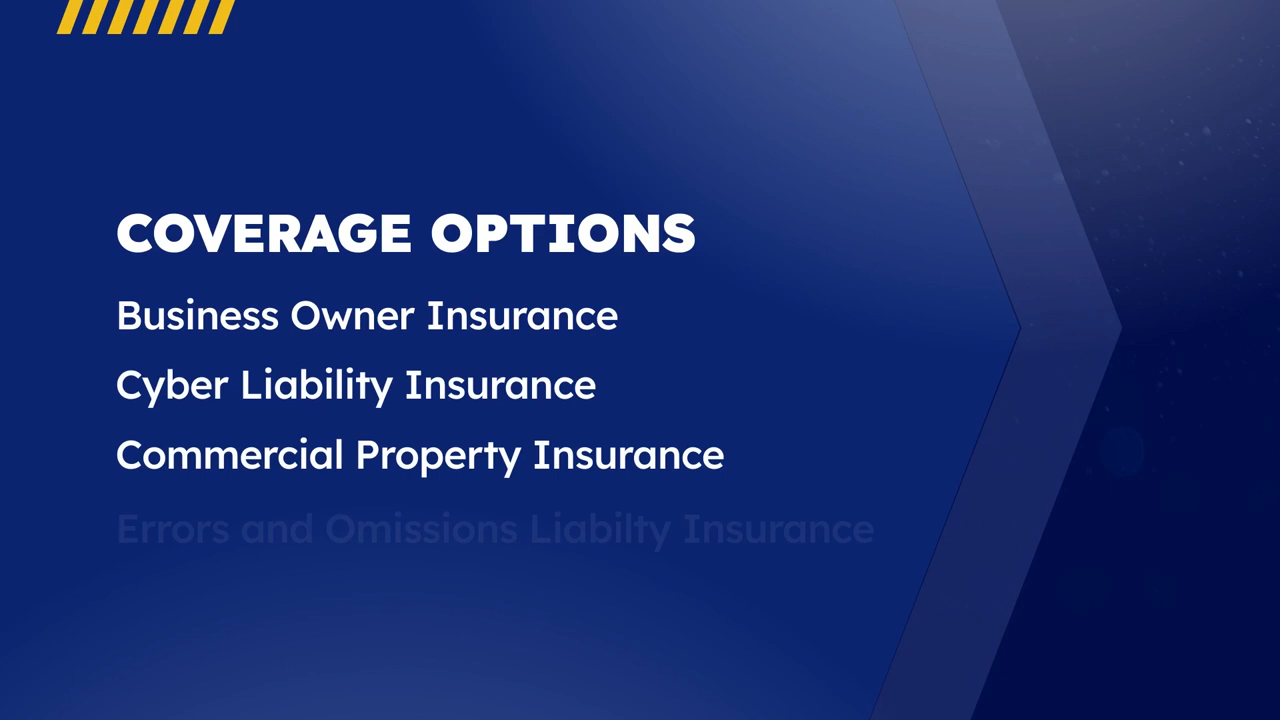 COVERAGE OPTIONS
Business Owner Insurance
Cyber Liability Insurance
Commercial Property Insurance
Errors and Omissions Liabilty Insurance